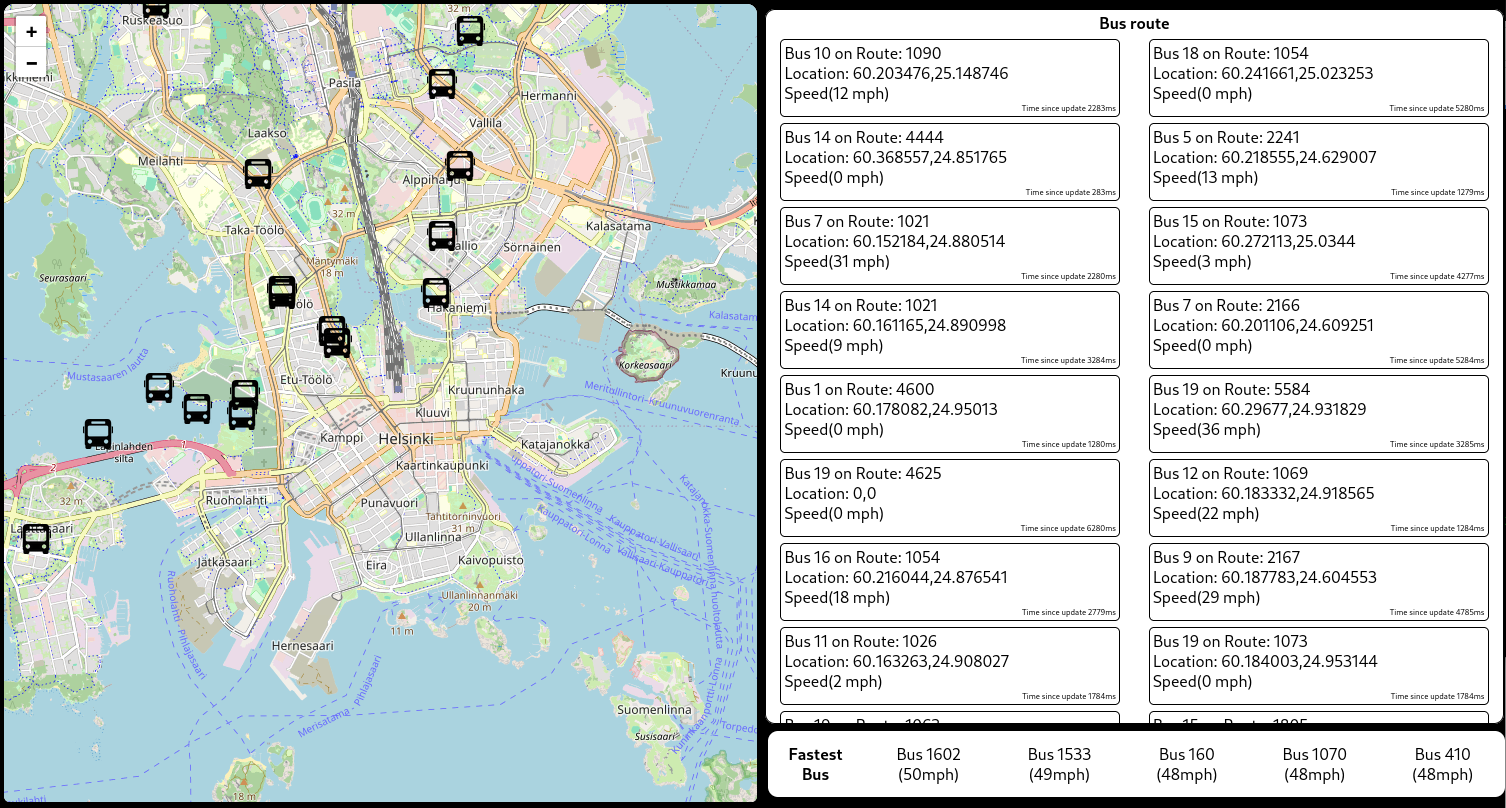 Ruskeasuo
32 m
+
−
Pasila
Hermanni
Laakso
Vallila
Meilahti
32 m
Taka-Töölö
Kalasatama
Sörnäinen
Mäntymäki
18 m
Seurasaari
Mustikkamaa
Hakaniemi
Kalasatam
Korkeasaari
Mustasaaren lautta
Etu-Töölö
Kruununhaka
Meritullintori-Kruunuvuorenranta
Kluuvi
Kamppi
Helsinki
Katajanokka
1
silta
2
Kaartinkaupunki
32 m
Ruoholahti
Punavuori
Tähtitorninvuori
31 m
Ullanlinna
Kauppatori-Lonna
Jätkäsaari
Eira
Kaivopuisto
Ullanlinnanmäki
20 m
Ruoholahti - Pihlajasaari
11 m
Hernesaari
Merisatama - Pihlajasaari
Suomenlinna
Susisaari
18 m
Bus route
Bus 10 on Route: 1090
Location: 60.203476,25.148746
Speed(12 mph)
Time since update 2283ms
Bus 18 on Route: 1054
Location: 60.241661,25.023253
Speed(0 mph)
Time since update 5280ms
Bus 14 on Route: 4444
Location: 60.368557,24.851765
Speed(0 mph)
Time since update 283ms
Bus 5 on Route: 2241
Location: 60.218555,24.629007
Speed(13 mph)
Time since update 1279ms
Bus 7 on Route: 1021
Location: 60.152184,24.880514
Speed(31 mph)
Time since update 2280ms
Bus 15 on Route: 1073
Location: 60.272113,25.0344
Speed(3 mph)
Time since update 4277ms
Bus 14 on Route: 1021
Location: 60.161165,24.890998
Speed(9 mph)
Time since update 3284ms
Bus 7 on Route: 2166
Location: 60.201106,24.609251
Speed(0 mph)
Time since update 5284ms
Bus 1 on Route: 4600
Location: 60.178082,24.95013
Speed(0 mph)
Time since update 1280ms
Bus 19 on Route: 5584
Location: 60.29677,24.931829
Speed(36 mph)
Time since update 3285ms
Bus 19 on Route: 4625
Location: 0,0
Speed(0 mph)
Time since update 6280ms
Bus 12 on Route: 1069
Location: 60.183332,24.918565
Speed(22 mph)
Time since update 1284ms
Bus 16 on Route: 1054
Location: 60.216044,24.876541
Speed(18 mph)
Time since update 2779ms
Bus 9 on Route: 2167
Location: 60.187783,24.604553
Speed(29 mph)
Time since update 4785ms
Bus 11 on Route: 1026
Location: 60.163263,24.908027
Speed(2 mph)
Time since update 1784ms
Bus 19 on Route: 1073
Location: 60.184003,24.953144
Speed(0 mph)
Time since update 1784ms
Fastest Bus
Bus 1602 (50mph)
Bus 1533 (49mph)
Bus 160 (48mph)
Bus 1070 (48mph)
Bus 410 (48mph)